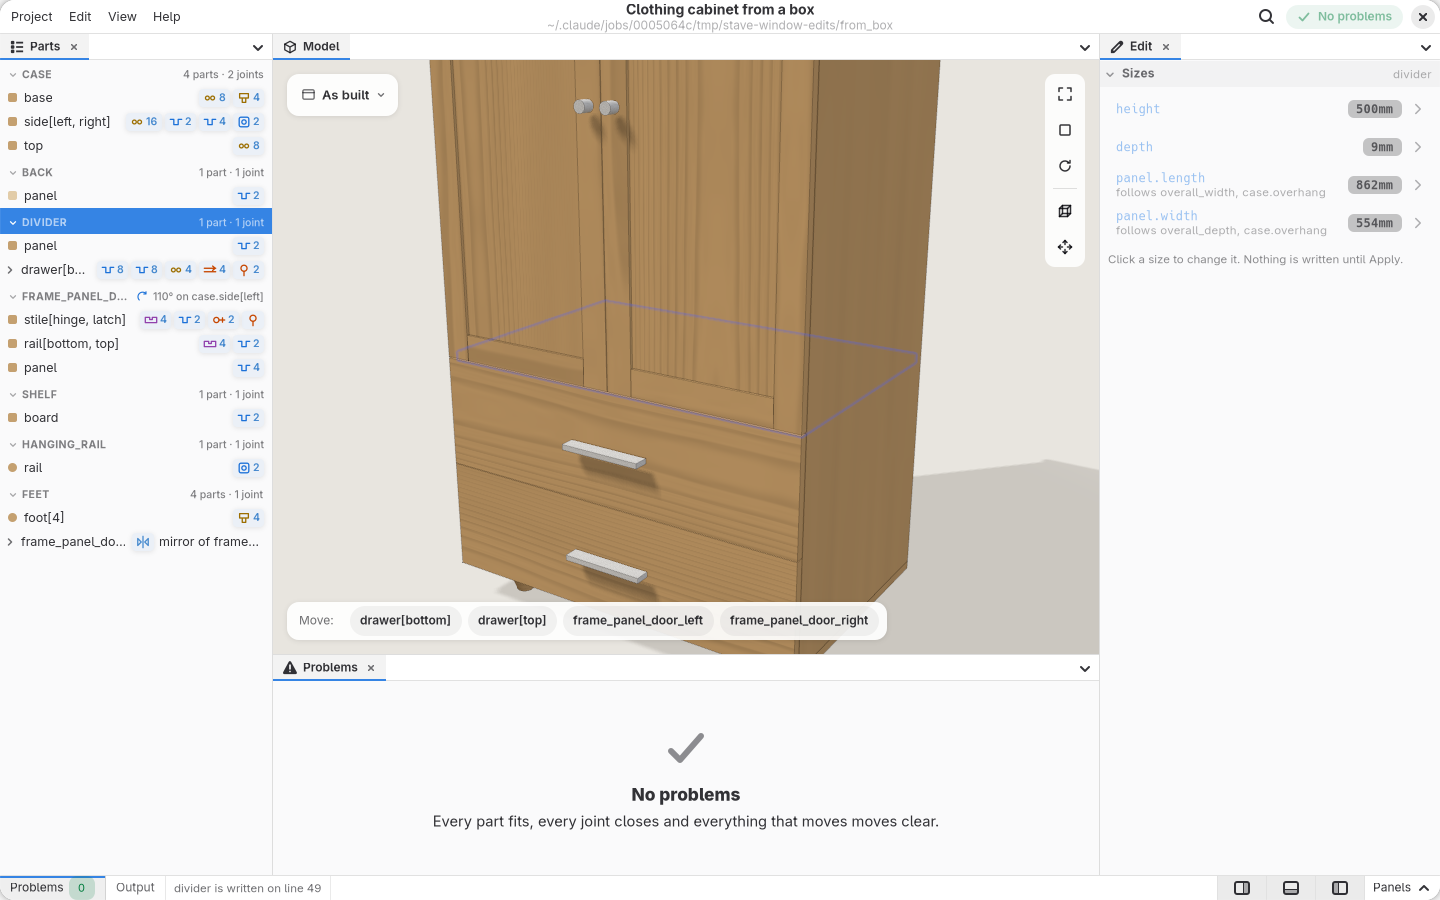 Project Edit View Help
Clothing cabinet from a box
~/.claude/jobs/0005064c/tmp/stave-window-edits/from_box
No problems
Parts
Model
Edit
CASE 4 parts · 2 joints
base 8 4
side[left, right] 16 2 4 2
top 8
BACK 1 part · 1 joint
panel 2
DIVIDER 1 part · 1 joint
panel 2
drawer[b... 8 8 4 4 2
FRAME_PANEL_D... 110° on case.side[left]
stile[hinge, latch] 4 2 2
rail[bottom, top] 4 2
panel 4
SHELF 1 part · 1 joint
board 2
HANGING_RAIL 1 part · 1 joint
rail 2
FEET 4 parts · 1 joint
foot[4] 4
frame_panel_do... mirror of frame...
As built
Move: drawer[bottom] drawer[top] frame_panel_door_left frame_panel_door_right
Problems
No problems
Every part fits, every joint closes and everything that moves moves clear.
Sizes divider
height 500mm
depth 9mm
panel.length 862mm
follows overall_width, case.overhang
panel.width 554mm
follows overall_depth, case.overhang
Click a size to change it. Nothing is written until Apply.
Problems 0 Output divider is written on line 49 Panels